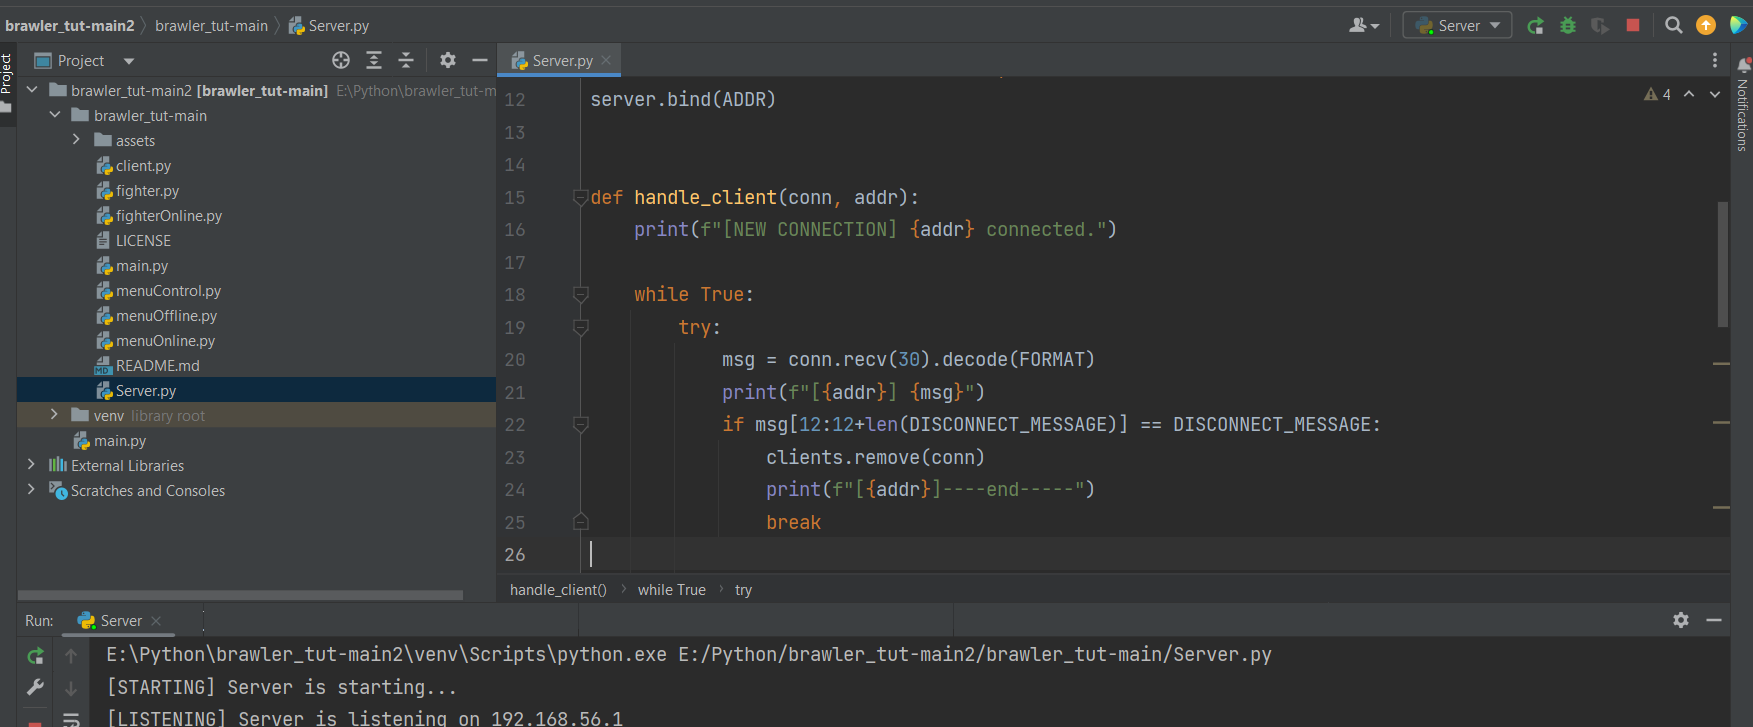 brawler_tut-main2 brawler_tut-main Server.py
Server
Project
Project
Server.py
brawler_tut-main2 [brawler_tut-main] E:\Python\brawler_tut-m
brawler_tut-main
assets
client.py
fighter.py
fighterOnline.py
LICENSE
main.py
menuControl.py
menuOffline.py
menuOnline.py
MD README.md
Server.py
venv library root
main.py
External Libraries
Scratches and Consoles
12 server.bind(ADDR)
4
13
14
15 def handle_client(conn, addr):
16 print(f"[NEW CONNECTION] {addr} connected.")
17
18 while True:
19 try:
20 msg = conn.recv(30).decode(FORMAT)
21 print(f"[{addr}] {msg}")
22 if msg[12:12+len(DISCONNECT_MESSAGE)] == DISCONNECT_MESSAGE:
23 clients.remove(conn)
24 print(f"[{addr}]----end-----")
25 break
26
handle_client() while True try
Notifications
Run: Server
E:\Python\brawler_tut-main2\venv\Scripts\python.exe E:/Python/brawler_tut-main2/brawler_tut-main/Server.py
[STARTING] Server is starting...
[LISTENING] Server is listening on 192.168.56.1